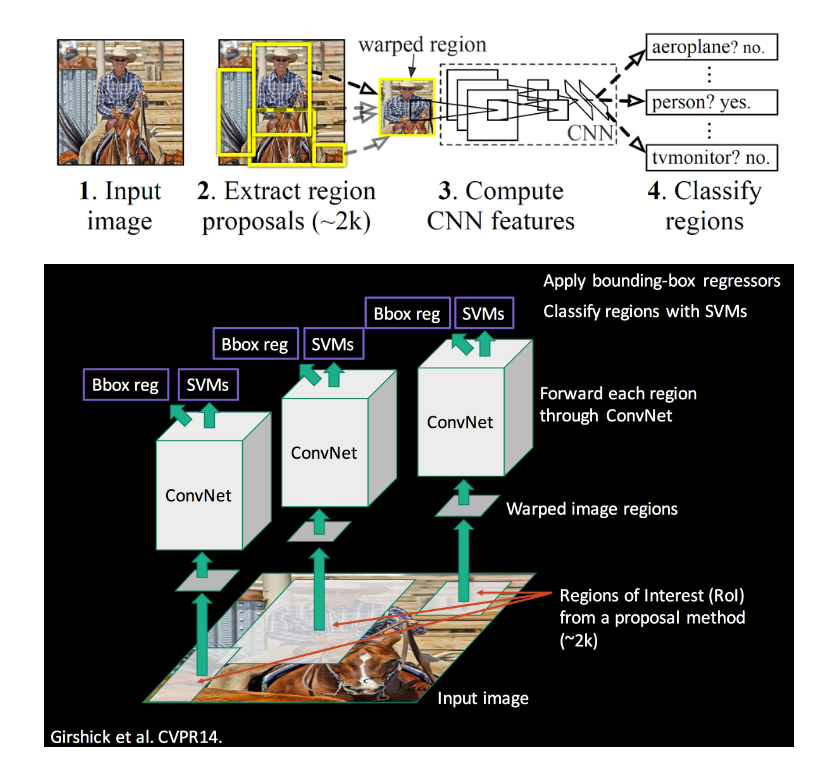 warped region
aeroplane? no.
person? yes.
CNN
tvmonitor? no.
1. Input
image
2. Extract region
proposals (~2k)
3. Compute
CNN features
4. Classify
regions
Apply bounding-box regressors
Bbox reg
SVMs
Classify regions with SVMs
Bbox reg
SVMs
Bbox reg
SVMs
Forward each region
through ConvNet
ConvNet
ConvNet
ConvNet
Warped image regions
Regions of Interest (RoI)
from a proposal method
(~2k)
Input image
Girshick et al. CVPR14.